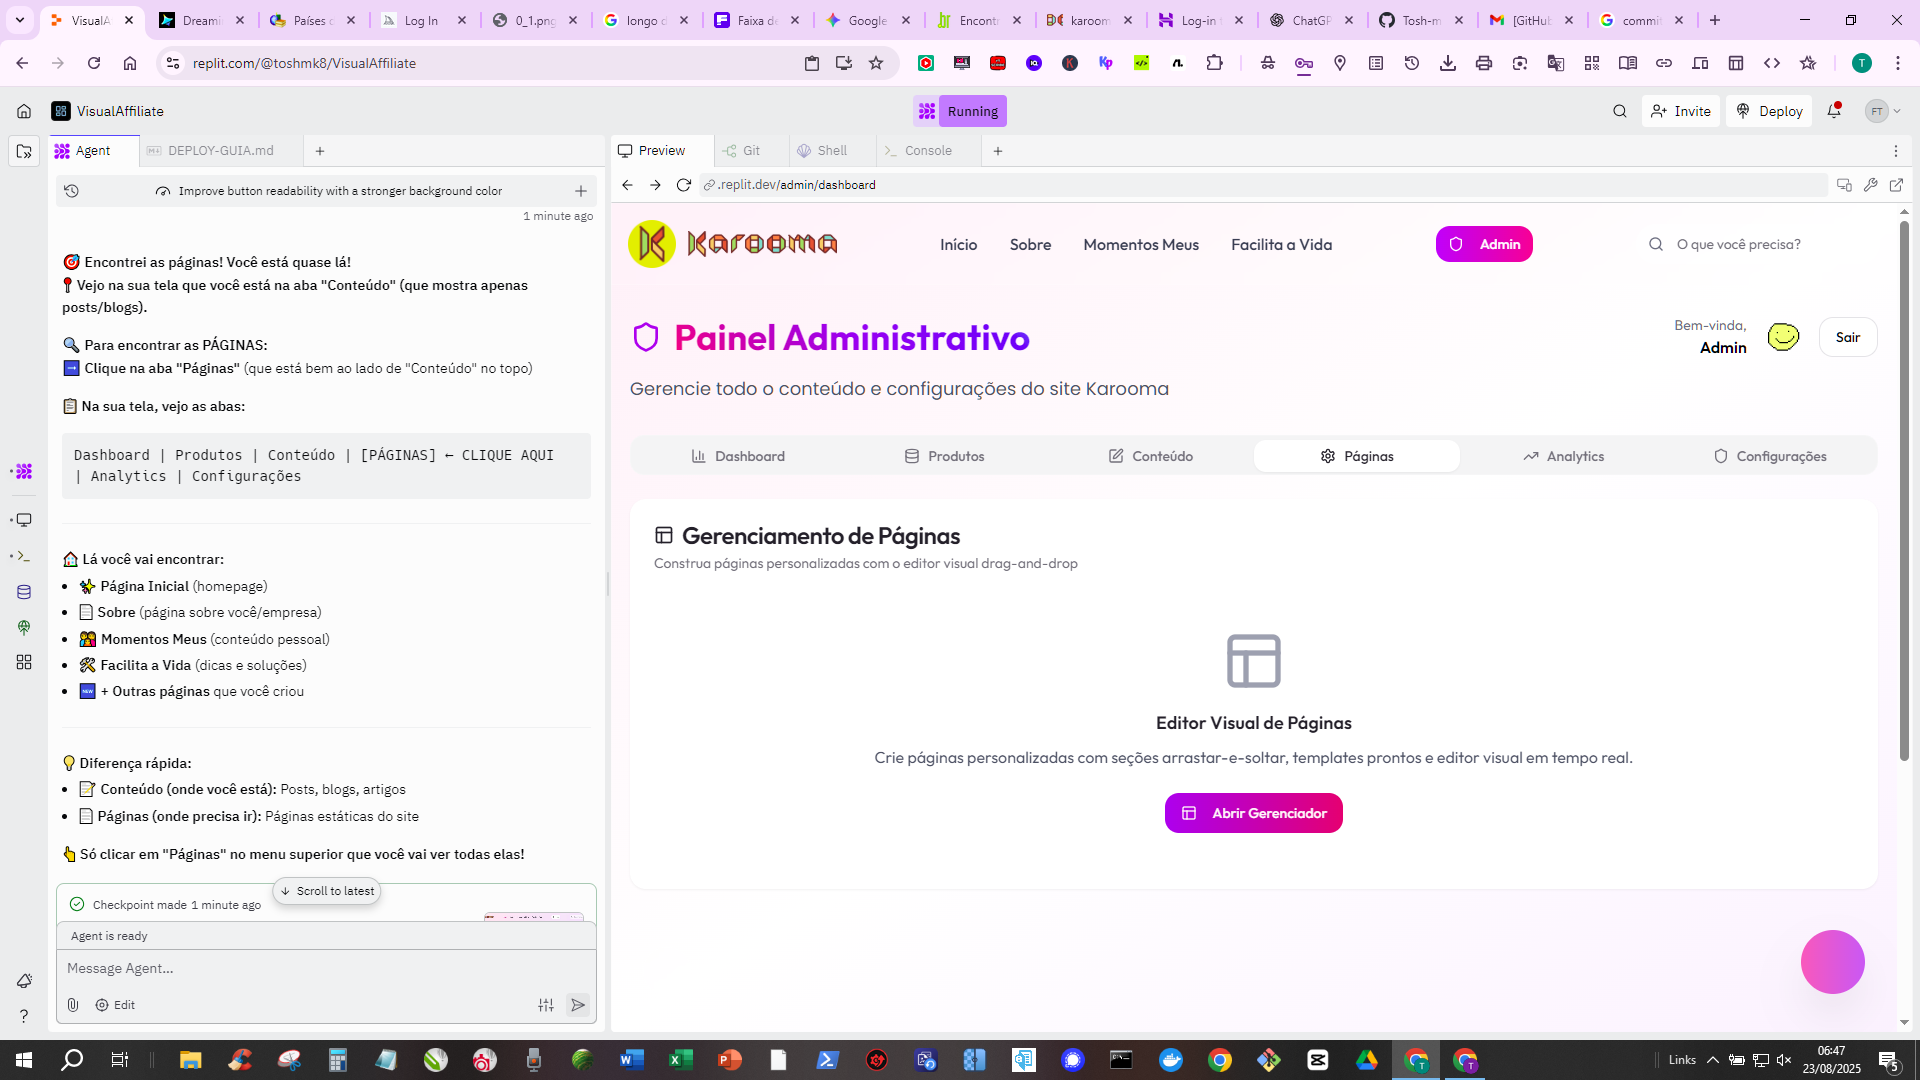 VisualA
Dreami
Países c
Log In
0_1.png
longo d
Faixa de
Google
Encont
karoom
Log-in
ChatGP
Tosh-m
[GitHub
commit
replit.com/@toshmk8/VisualAffiliate
VisualAffiliate
Running
Invite
Deploy
FT
Agent
DEPLOY-GUIA.md
Preview
Git
Shell
Console
Improve button readability with a stronger background color
.replit.dev/admin/dashboard
1 minute ago
🎯 Encontrei as páginas! Você está quase lá!
📍 Vejo na sua tela que você está na aba "Conteúdo" (que mostra apenas
posts/blogs).
🔍 Para encontrar as PÁGINAS:
➡️ Clique na aba "Páginas" (que está bem ao lado de "Conteúdo" no topo)
📋 Na sua tela, vejo as abas:
Dashboard | Produtos | Conteúdo | [PÁGINAS] ← CLIQUE AQUI
| Analytics | Configurações
🏠 Lá você vai encontrar:
• ✨ Página Inicial (homepage)
• 📄 Sobre (página sobre você/empresa)
• 👩‍👧 Momentos Meus (conteúdo pessoal)
• 🛠️ Facilita a Vida (dicas e soluções)
• 🆕 + Outras páginas que você criou
💡 Diferença rápida:
• 📝 Conteúdo (onde você está): Posts, blogs, artigos
• 📄 Páginas (onde precisa ir): Páginas estáticas do site
👆 Só clicar em "Páginas" no menu superior que você vai ver todas elas!
Scroll to latest
Checkpoint made 1 minute ago
Agent is ready
Message Agent...
Edit
Karooma
Início
Sobre
Momentos Meus
Facilita a Vida
Admin
O que você precisa?
Painel Administrativo
Bem-vinda,
Admin
Sair
Gerencie todo o conteúdo e configurações do site Karooma
Dashboard
Produtos
Conteúdo
Páginas
Analytics
Configurações
Gerenciamento de Páginas
Construa páginas personalizadas com o editor visual drag-and-drop
Editor Visual de Páginas
Crie páginas personalizadas com seções arrastar-e-soltar, templates prontos e editor visual em tempo real.
Abrir Gerenciador
Links
06:47
23/08/2025
5